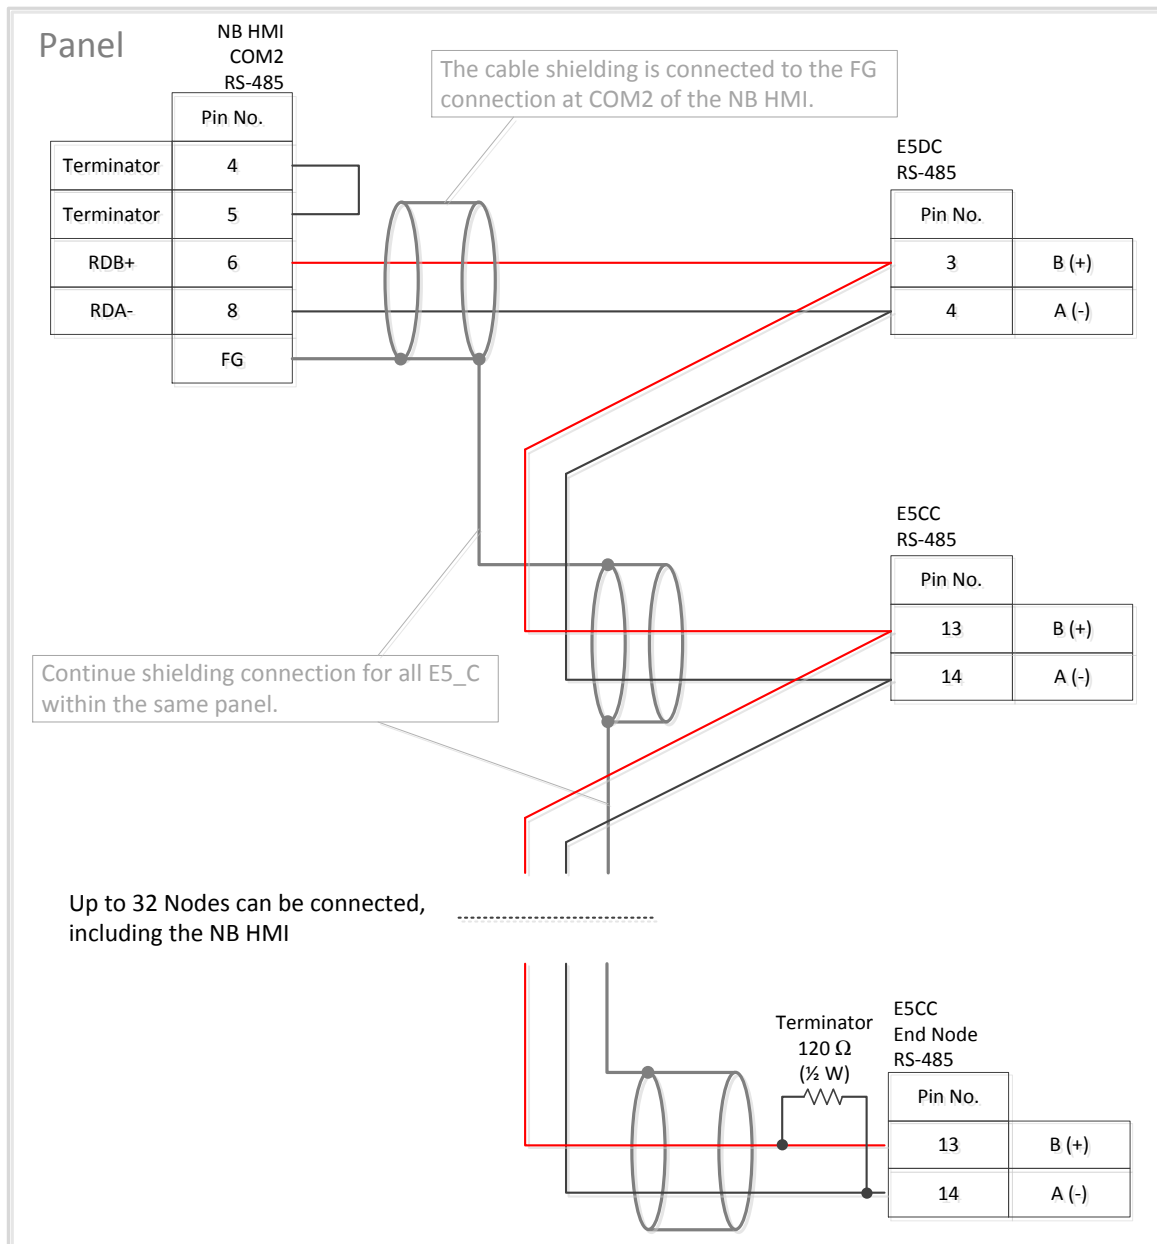 Panel
NB HMI
COM2
RS-485
Pin No.
Terminator 4
Terminator 5
RDB+ 6
RDA- 8
FG
The cable shielding is connected to the FG
connection at COM2 of the NB HMI.
E5DC
RS-485
Pin No.
3 B (+)
4 A (-)
E5CC
RS-485
Pin No.
13 B (+)
14 A (-)
Continue shielding connection for all E5_C
within the same panel.
Up to 32 Nodes can be connected,
including the NB HMI
Terminator
120 Ω
(½ W)
E5CC
End Node
RS-485
Pin No.
13 B (+)
14 A (-)